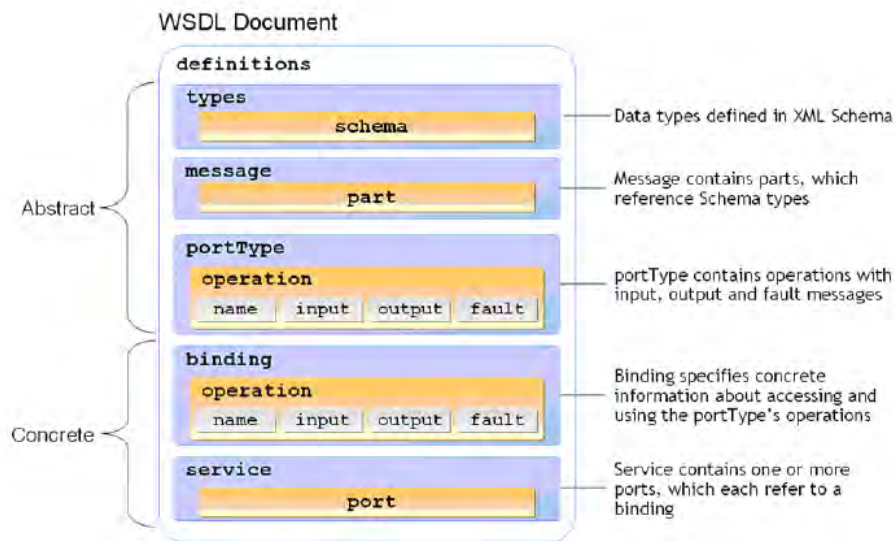 WSDL Document
definitions
types
schema
Data types defined in XML Schema
message
part
Message contains parts, which
reference Schema types
Abstract
portType
operation
name input output fault
portType contains operations with
input, output and fault messages
binding
operation
name input output fault
Binding specifies concrete
information about accessing and
using the portType's operations
Concrete
service
port
Service contains one or more
ports, which each refer to a
binding